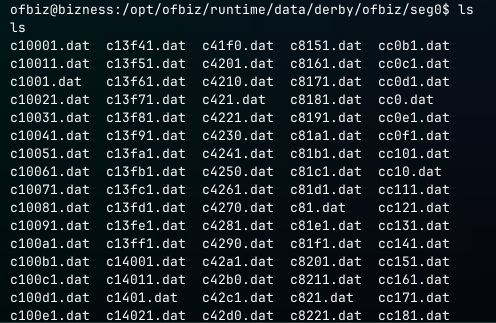 ofbiz@bizness:/opt/ofbiz/runtime/data/derby/ofbiz/seg0$ ls
ls
c10001.dat  c13f41.dat  c41f0.dat  c8151.dat  cc0b1.dat
c10011.dat  c13f51.dat  c4201.dat  c8161.dat  cc0c1.dat
c1001.dat  c13f61.dat  c4210.dat  c8171.dat  cc0d1.dat
c10021.dat  c13f71.dat  c421.dat  c8181.dat  cc0.dat
c10031.dat  c13f81.dat  c4221.dat  c8191.dat  cc0e1.dat
c10041.dat  c13f91.dat  c4230.dat  c81a1.dat  cc0f1.dat
c10051.dat  c13fa1.dat  c4241.dat  c81b1.dat  cc101.dat
c10061.dat  c13fb1.dat  c4250.dat  c81c1.dat  cc10.dat
c10071.dat  c13fc1.dat  c4261.dat  c81d1.dat  cc111.dat
c10081.dat  c13fd1.dat  c4270.dat  c81.dat  cc121.dat
c10091.dat  c13fe1.dat  c4281.dat  c81e1.dat  cc131.dat
c100a1.dat  c13ff1.dat  c4290.dat  c81f1.dat  cc141.dat
c100b1.dat  c14001.dat  c42a1.dat  c8201.dat  cc151.dat
c100c1.dat  c14011.dat  c42b0.dat  c8211.dat  cc161.dat
c100d1.dat  c1401.dat  c42c1.dat  c821.dat  cc171.dat
c100e1.dat  c14021.dat  c42d0.dat  c8221.dat  cc181.dat